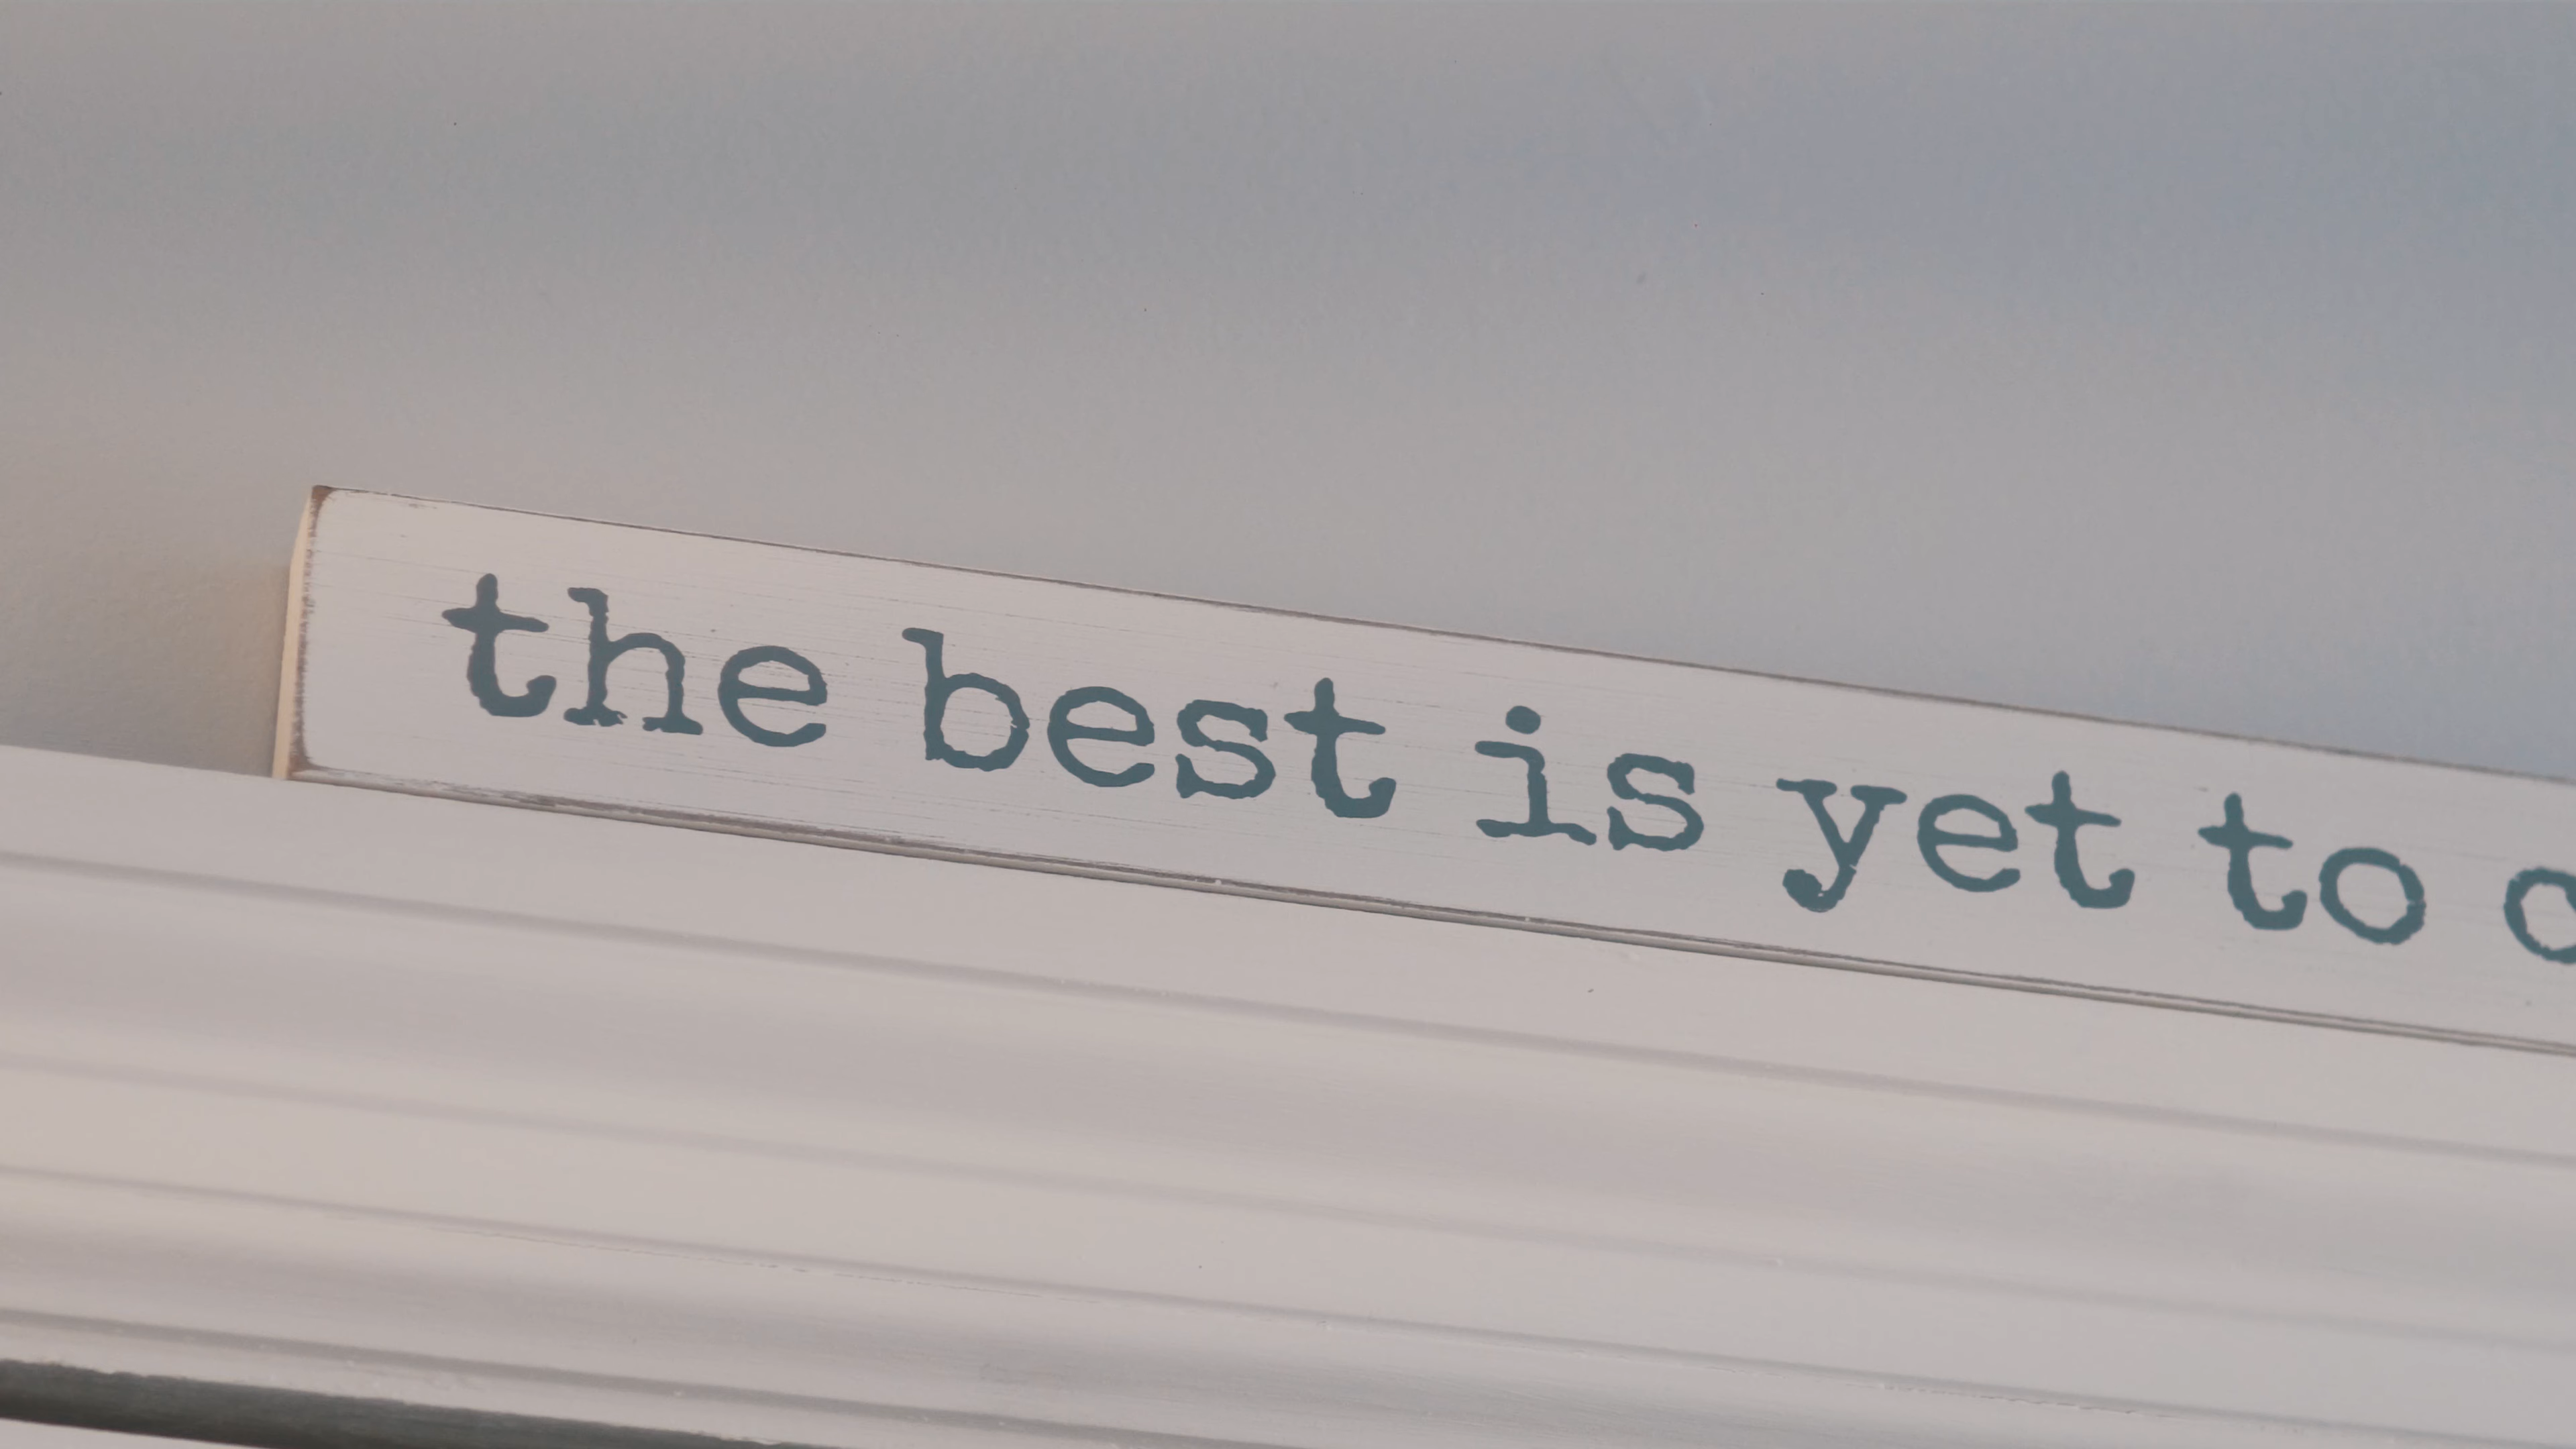 the best is yet to